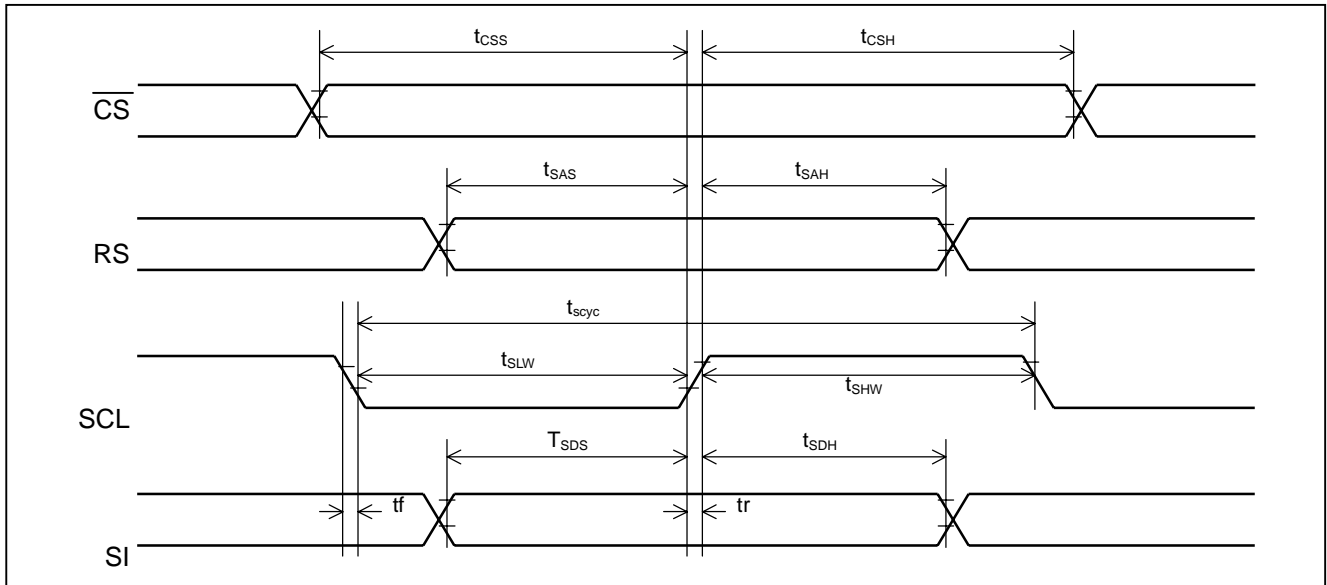 tCSS
tCSH
CS
tSAS
tSAH
RS
tscyc
tSLW
tSHW
SCL
TSDS
tSDH
tf
tr
SI